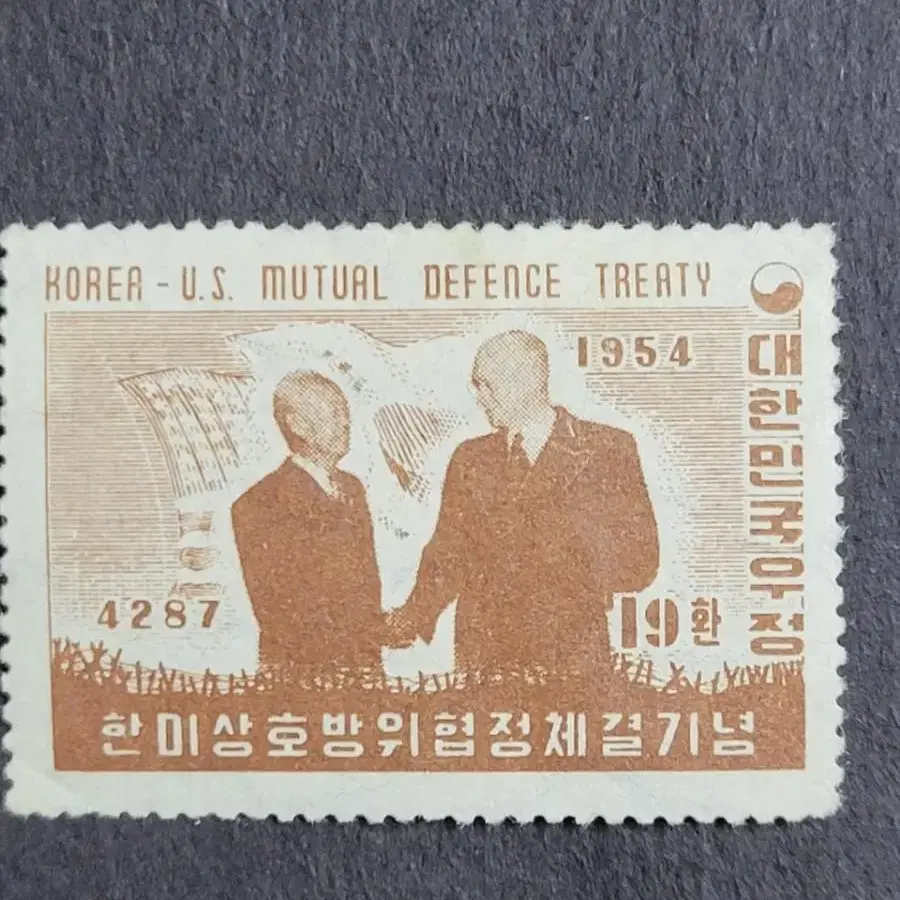 KOREA - U.S. MUTUAL DEFENCE TREATY
1954
대한민국우정
4287
19환
한미상호방위협정체결기념